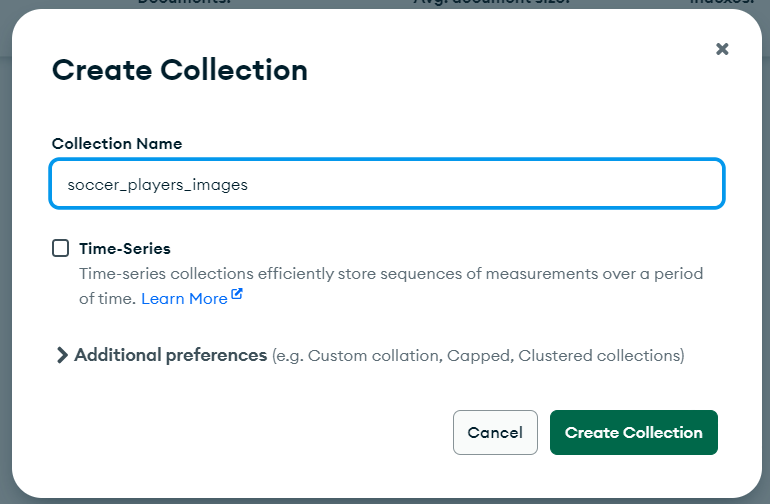 Documents: Avg. document size: Indexes:
Create Collection
Collection Name
soccer_players_images
Time-Series
Time-series collections efficiently store sequences of measurements over a period
of time. Learn More
Additional preferences (e.g. Custom collation, Capped, Clustered collections)
Cancel Create Collection